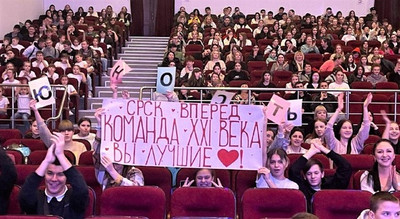 Ю
К
О
Т
Ь
СРСК ВПЕРЕД
КОМАНДА XXI ВЕКА
ВЫ ЛУЧШИЕ ❤!